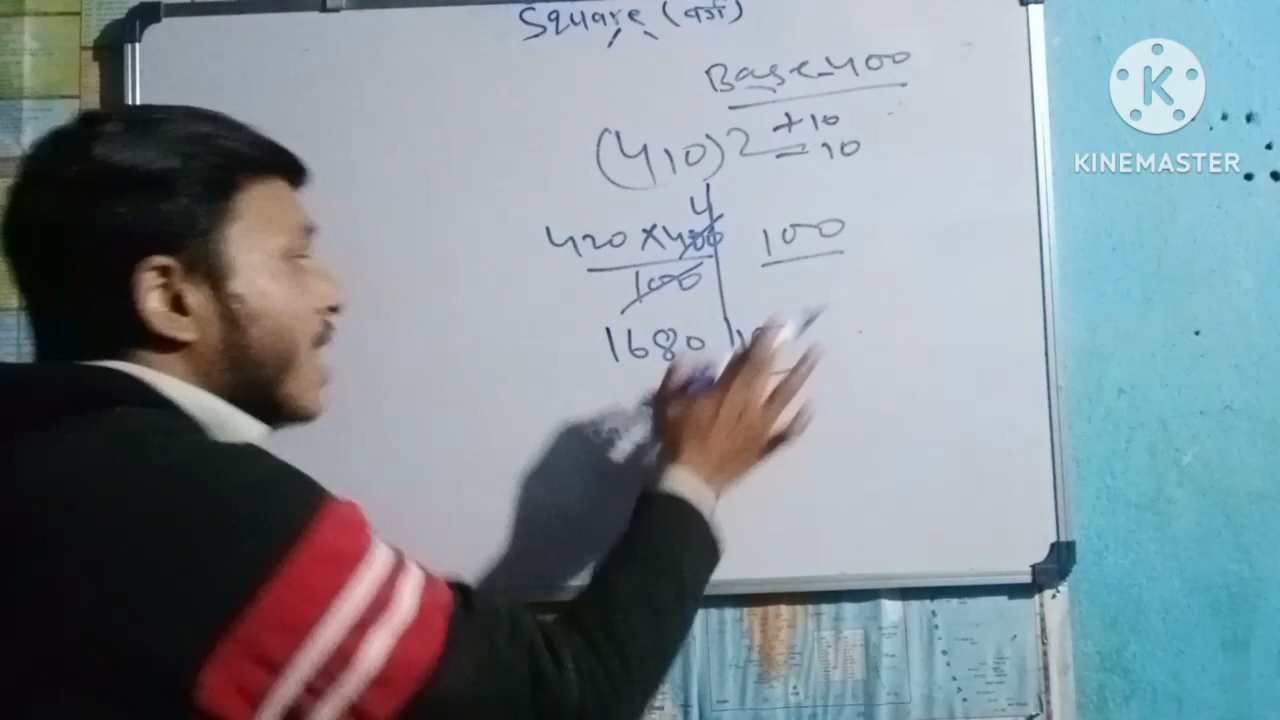 Square (वर्ग)
Base-400
(410)² +10
-10
4
420×400 100
100
1680
KINEMASTER